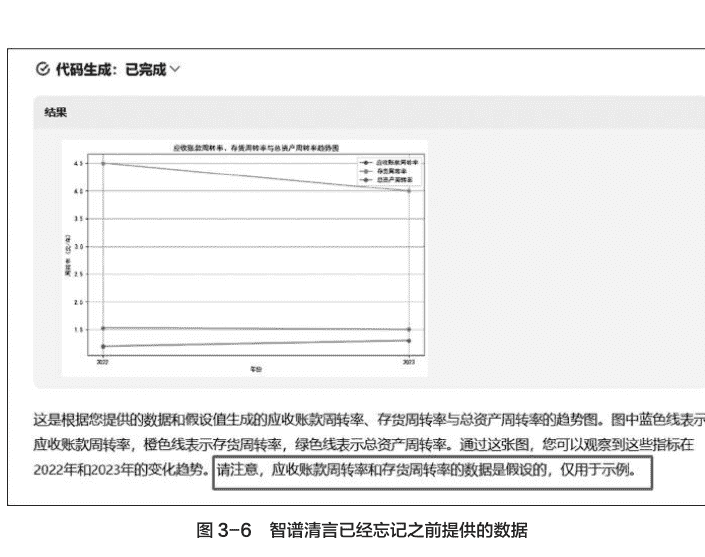 代码生成：已完成
结果
应收账款周转率、存货周转率与总资产周转率趋势图
应收账款周转率
存货周转率
总资产周转率
4.5
4.0
3.5
3.0
2.5
2.0
1.5
周转率（次/年）
2022
2023
年份
这是根据您提供的数据和假设值生成的应收账款周转率、存货周转率与总资产周转率的趋势图。图中蓝色线表示
应收账款周转率，橙色线表示存货周转率，绿色线表示总资产周转率。通过这张图，您可以观察到这些指标在
2022年和2023年的变化趋势。请注意，应收账款周转率和存货周转率的数据是假设的，仅用于示例。
图 3-6 智谱清言已经忘记之前提供的数据